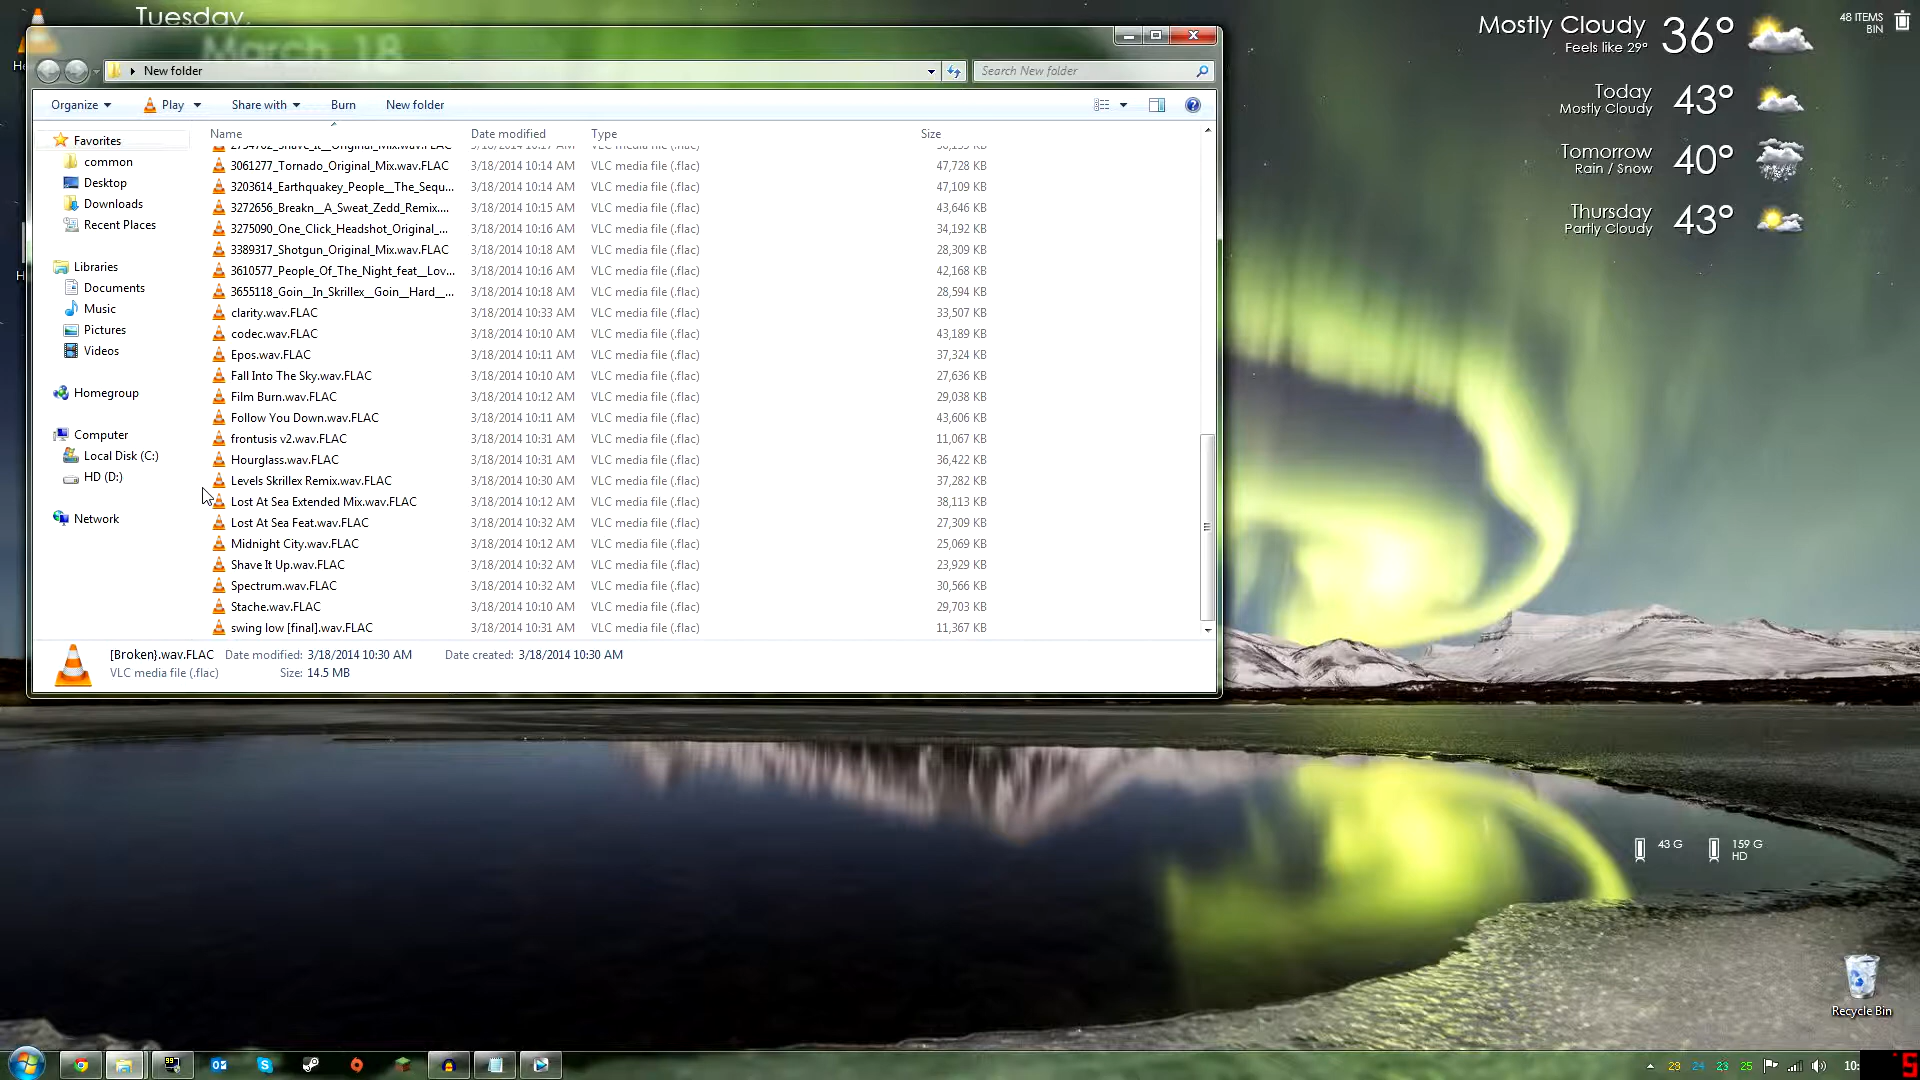 Tuesday,
March 18
New folder
Search New folder
Organize
Play
Share with
Burn
New folder
Name
Date modified
Type
Size
Favorites
common
Desktop
Downloads
Recent Places
Libraries
Documents
Music
Pictures
Videos
Homegroup
Computer
Local Disk (C:)
HD (D:)
Network
3061277_Tornado_Original_Mix.wav.FLAC 3/18/2014 10:14 AM VLC media file (.flac) 47,728 KB
3203614_Earthquakey_People__The_Sequ... 3/18/2014 10:14 AM VLC media file (.flac) 47,109 KB
3272656_Breakn__A_Sweat_Zedd_Remix.... 3/18/2014 10:15 AM VLC media file (.flac) 43,646 KB
3275090_One_Click_Headshot_Original_... 3/18/2014 10:16 AM VLC media file (.flac) 34,192 KB
3389317_Shotgun_Original_Mix.wav.FLAC 3/18/2014 10:18 AM VLC media file (.flac) 28,309 KB
3610577_People_Of_The_Night_feat__Lov... 3/18/2014 10:16 AM VLC media file (.flac) 42,168 KB
3655118_Goin__In_Skrillex__Goin__Hard__... 3/18/2014 10:18 AM VLC media file (.flac) 28,594 KB
clarity.wav.FLAC 3/18/2014 10:33 AM VLC media file (.flac) 33,507 KB
codec.wav.FLAC 3/18/2014 10:10 AM VLC media file (.flac) 43,189 KB
Epos.wav.FLAC 3/18/2014 10:11 AM VLC media file (.flac) 37,324 KB
Fall Into The Sky.wav.FLAC 3/18/2014 10:10 AM VLC media file (.flac) 27,636 KB
Film Burn.wav.FLAC 3/18/2014 10:12 AM VLC media file (.flac) 29,038 KB
Follow You Down.wav.FLAC 3/18/2014 10:11 AM VLC media file (.flac) 43,606 KB
frontusis v2.wav.FLAC 3/18/2014 10:31 AM VLC media file (.flac) 11,067 KB
Hourglass.wav.FLAC 3/18/2014 10:31 AM VLC media file (.flac) 36,422 KB
Levels Skrillex Remix.wav.FLAC 3/18/2014 10:30 AM VLC media file (.flac) 37,282 KB
Lost At Sea Extended Mix.wav.FLAC 3/18/2014 10:12 AM VLC media file (.flac) 38,113 KB
Lost At Sea Feat.wav.FLAC 3/18/2014 10:32 AM VLC media file (.flac) 27,309 KB
Midnight City.wav.FLAC 3/18/2014 10:12 AM VLC media file (.flac) 25,069 KB
Shave It Up.wav.FLAC 3/18/2014 10:32 AM VLC media file (.flac) 23,929 KB
Spectrum.wav.FLAC 3/18/2014 10:32 AM VLC media file (.flac) 30,566 KB
Stache.wav.FLAC 3/18/2014 10:10 AM VLC media file (.flac) 29,703 KB
swing low [final].wav.FLAC 3/18/2014 10:31 AM VLC media file (.flac) 11,367 KB
[Broken}.wav.FLAC Date modified: 3/18/2014 10:30 AM Date created: 3/18/2014 10:30 AM
VLC media file (.flac) Size: 14.5 MB
Mostly Cloudy 36°
Feels like 29°
Today 43°
Mostly Cloudy
Tomorrow 40°
Rain / Snow
Thursday 43°
Partly Cloudy
48 ITEMS
BIN
43 G
159 G
HD
Recycle Bin
29 24 23 25
10:
5